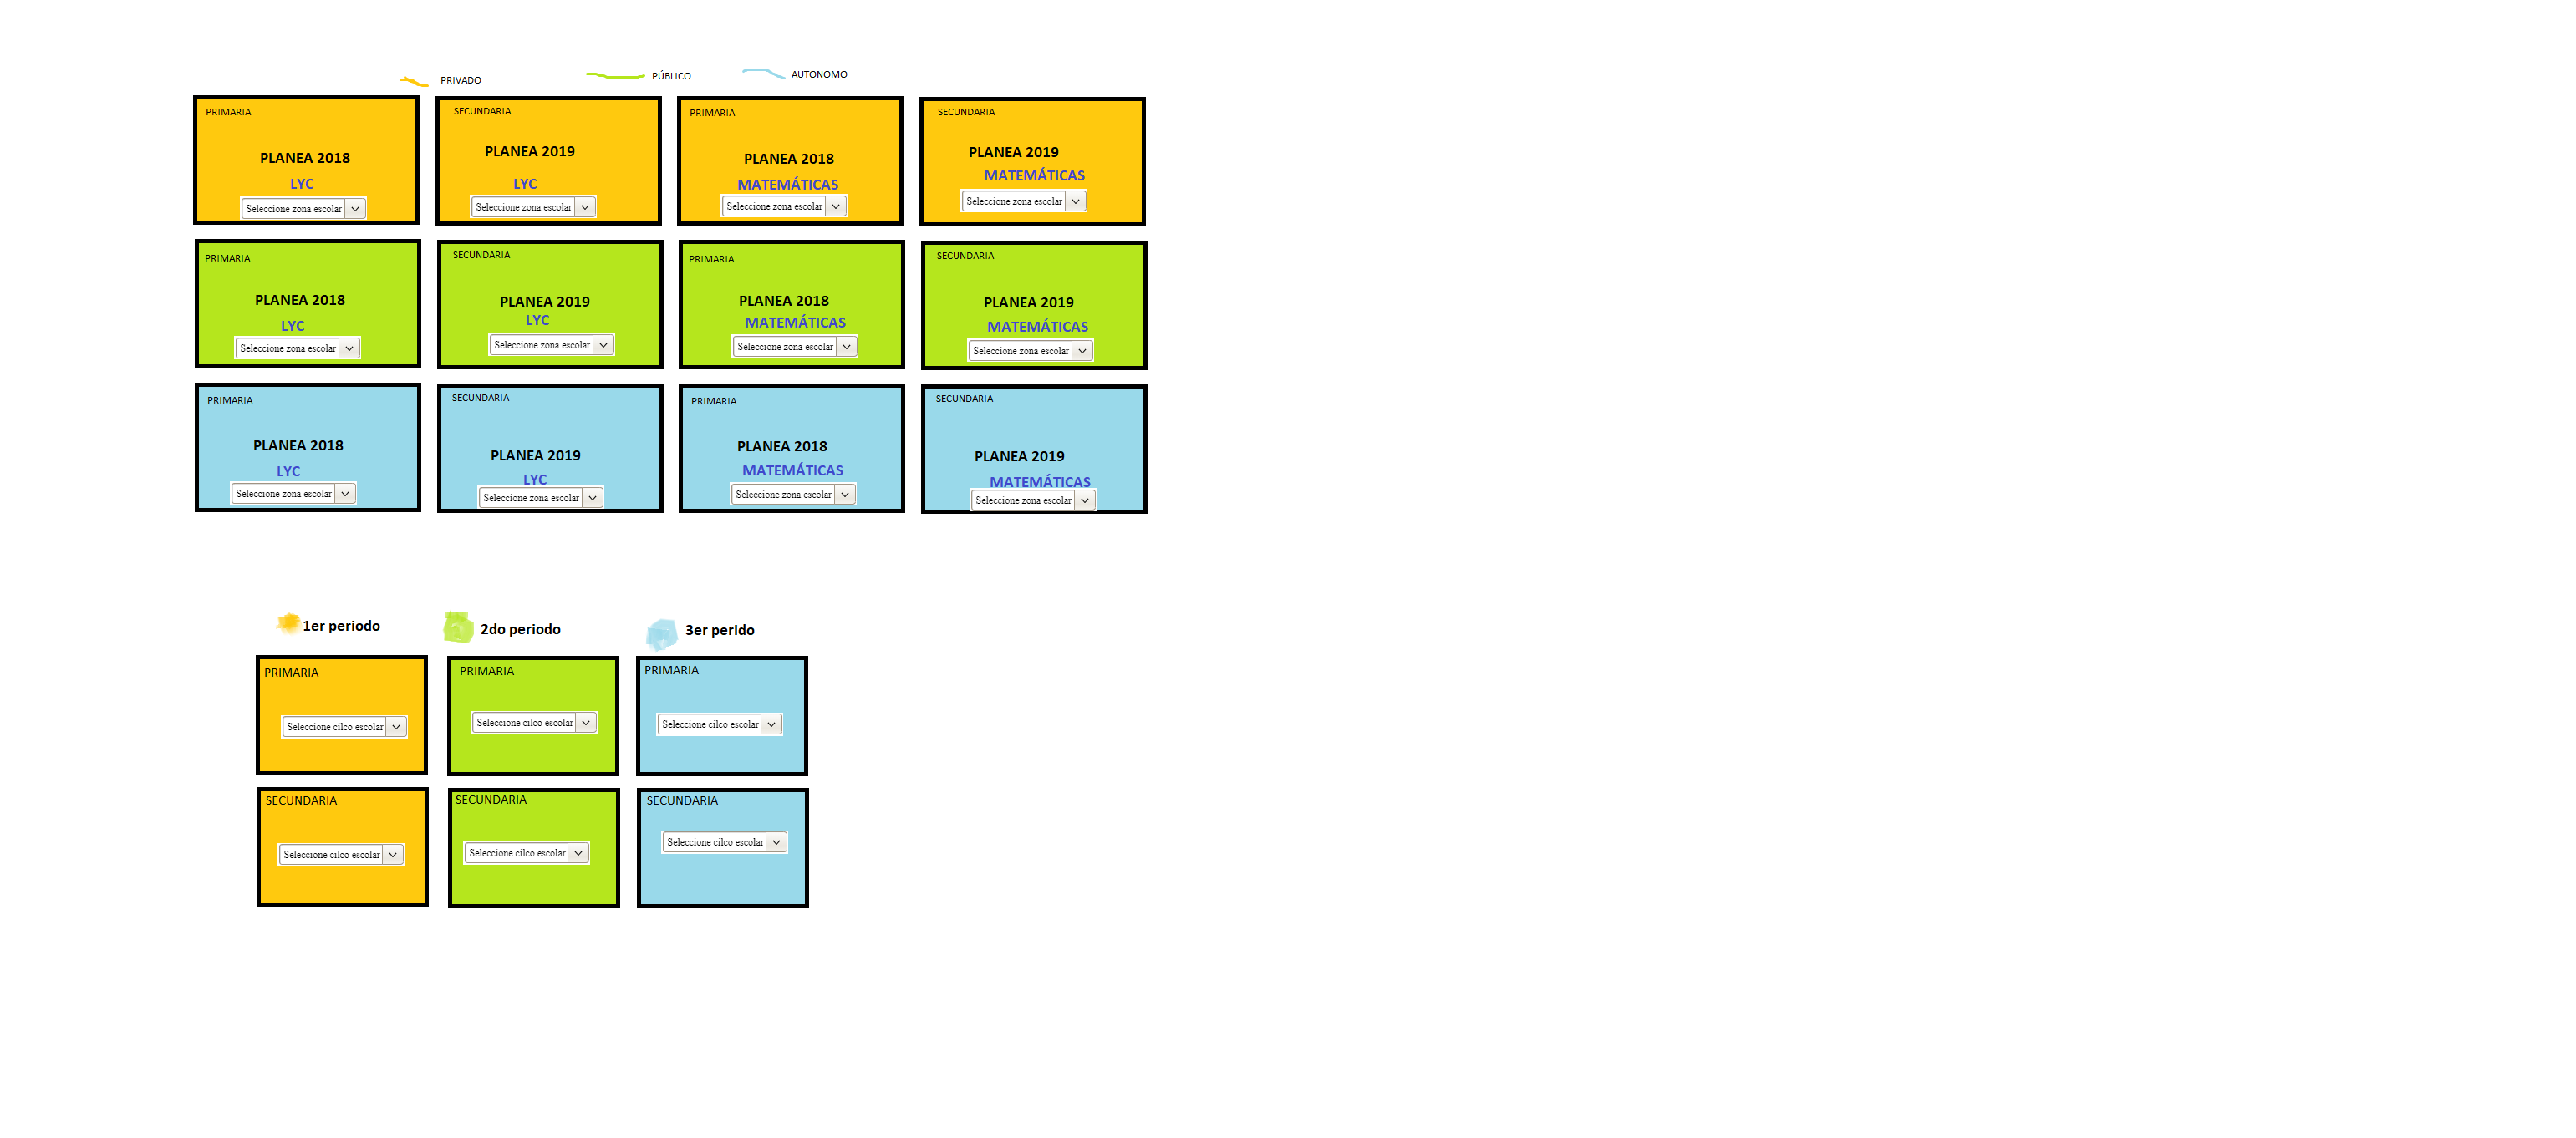 PRIVADO
PÚBLICO
AUTONOMO
PRIMARIA
PLANEA 2018
LYC
Seleccione zona escolar
SECUNDARIA
PLANEA 2019
LYC
Seleccione zona escolar
PRIMARIA
PLANEA 2018
MATEMÁTICAS
Seleccione zona escolar
SECUNDARIA
PLANEA 2019
MATEMÁTICAS
Seleccione zona escolar
PRIMARIA
PLANEA 2018
LYC
Seleccione zona escolar
SECUNDARIA
PLANEA 2019
LYC
Seleccione zona escolar
PRIMARIA
PLANEA 2018
MATEMÁTICAS
Seleccione zona escolar
SECUNDARIA
PLANEA 2019
MATEMÁTICAS
Seleccione zona escolar
PRIMARIA
PLANEA 2018
LYC
Seleccione zona escolar
SECUNDARIA
PLANEA 2019
LYC
Seleccione zona escolar
PRIMARIA
PLANEA 2018
MATEMÁTICAS
Seleccione zona escolar
SECUNDARIA
PLANEA 2019
MATEMÁTICAS
Seleccione zona escolar
1er periodo
2do periodo
3er perido
PRIMARIA
Seleccione cilco escolar
PRIMARIA
Seleccione cilco escolar
PRIMARIA
Seleccione cilco escolar
SECUNDARIA
Seleccione cilco escolar
SECUNDARIA
Seleccione cilco escolar
SECUNDARIA
Seleccione cilco escolar